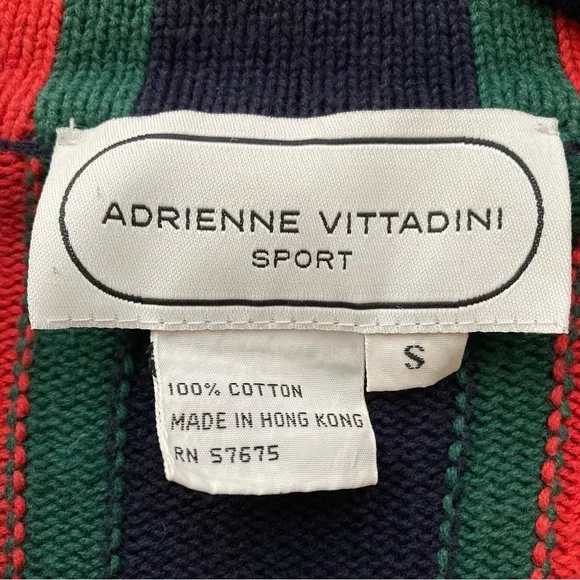 ADRIENNE VITTADINI
SPORT
S
100% COTTON
MADE IN HONG KONG
RN 57675